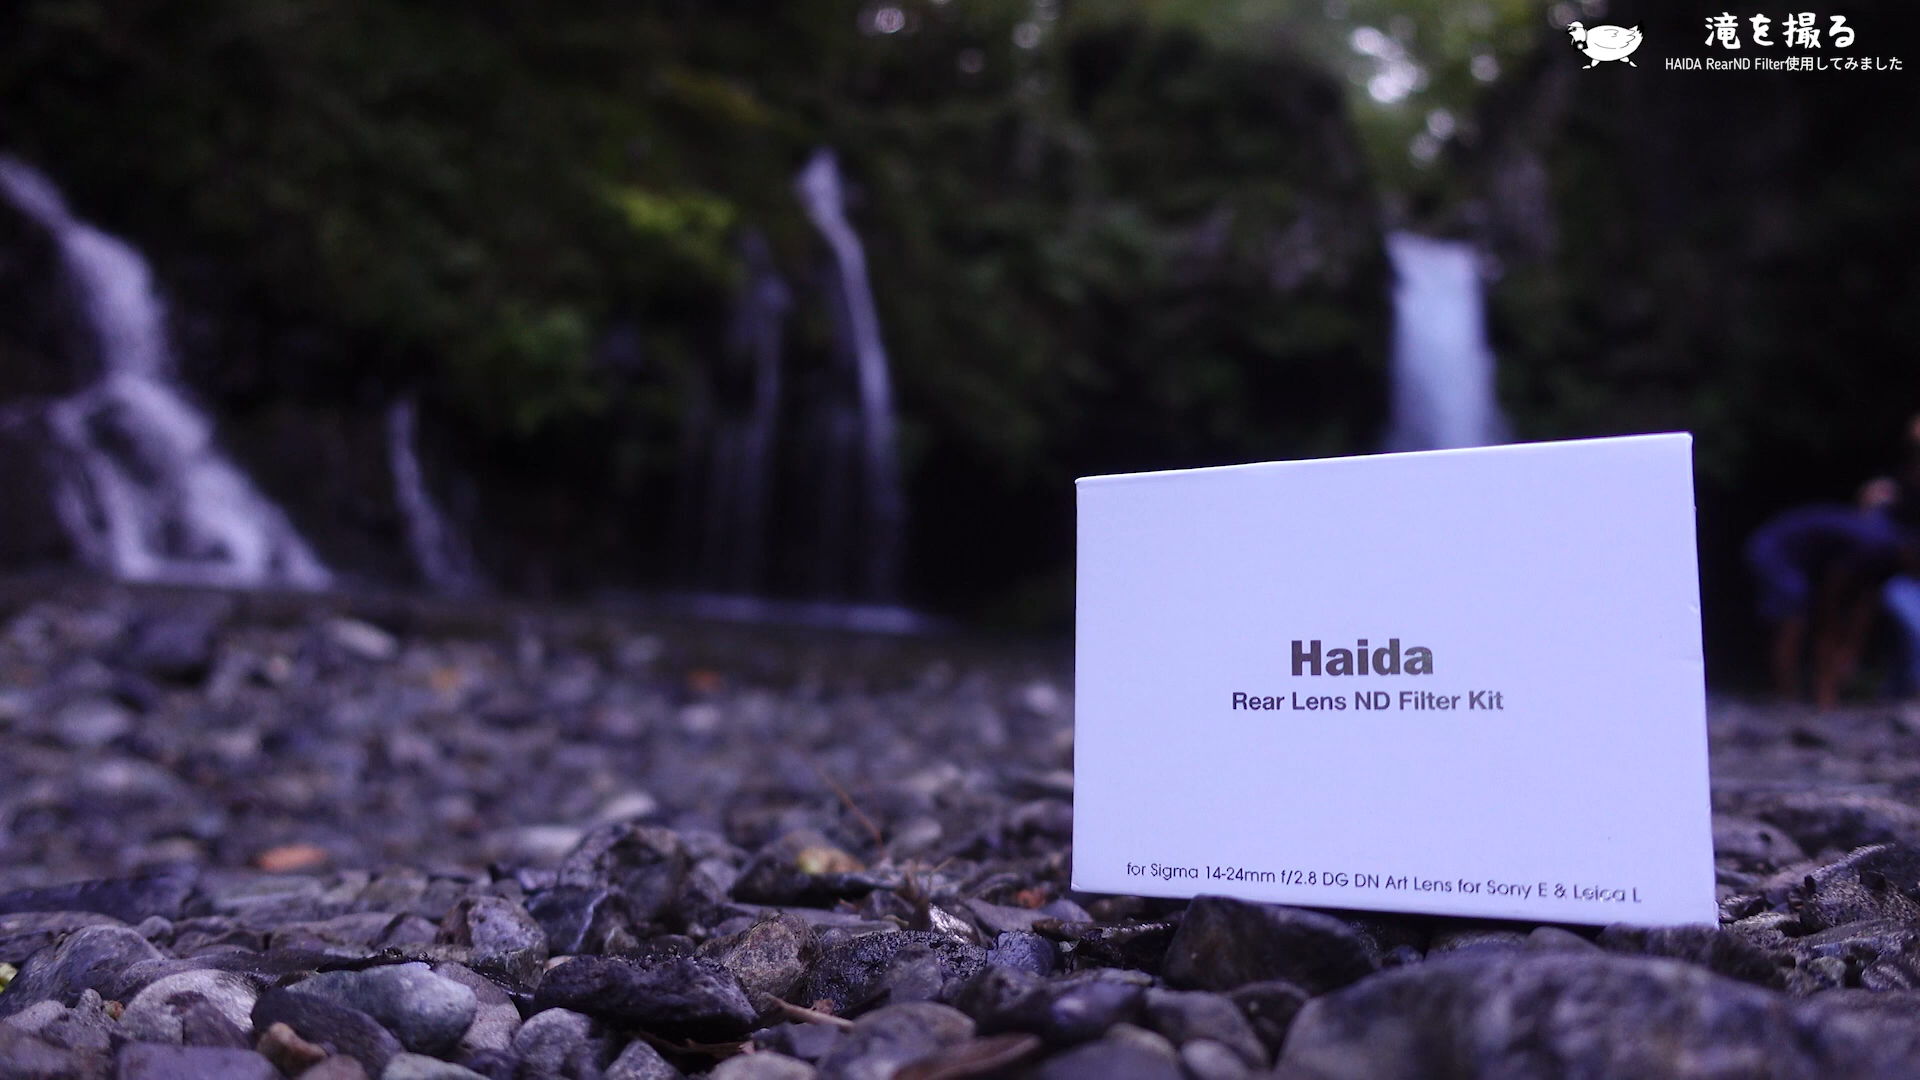 滝を撮る
HAIDA RearND Filter使用してみました
Haida
Rear Lens ND Filter Kit
for Sigma 14-24mm f/2.8 DG DN Art Lens for Sony E & Leica L